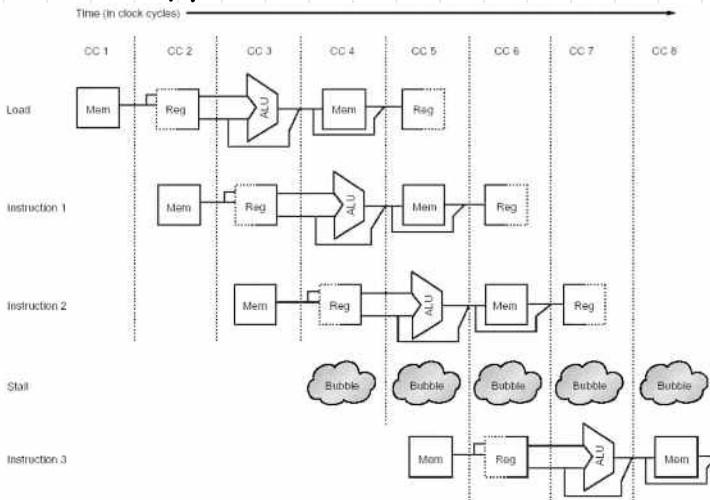 Time (in clock cycles)
CC 1 CC 2 CC 3 CC 4 CC 5 CC 6 CC 7 CC 8
Load Mem Reg ALU Mem Reg
Instruction 1 Mem Reg ALU Mem Reg
Instruction 2 Mem Reg ALU Mem Reg
Stall Bubble Bubble Bubble Bubble Bubble
Instruction 3 Mem Reg ALU Mem